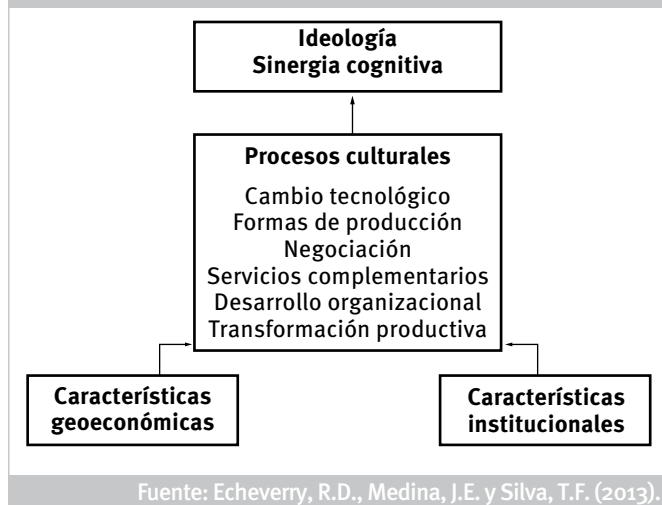 Ideología
Sinergia cognitiva
Procesos culturales
Cambio tecnológico
Formas de producción
Negociación
Servicios complementarios
Desarrollo organizacional
Transformación productiva
Características
geoeconómicas
Características
institucionales
Fuente: Echeverry, R.D., Medina, J.E. y Silva, T.F. (2013).